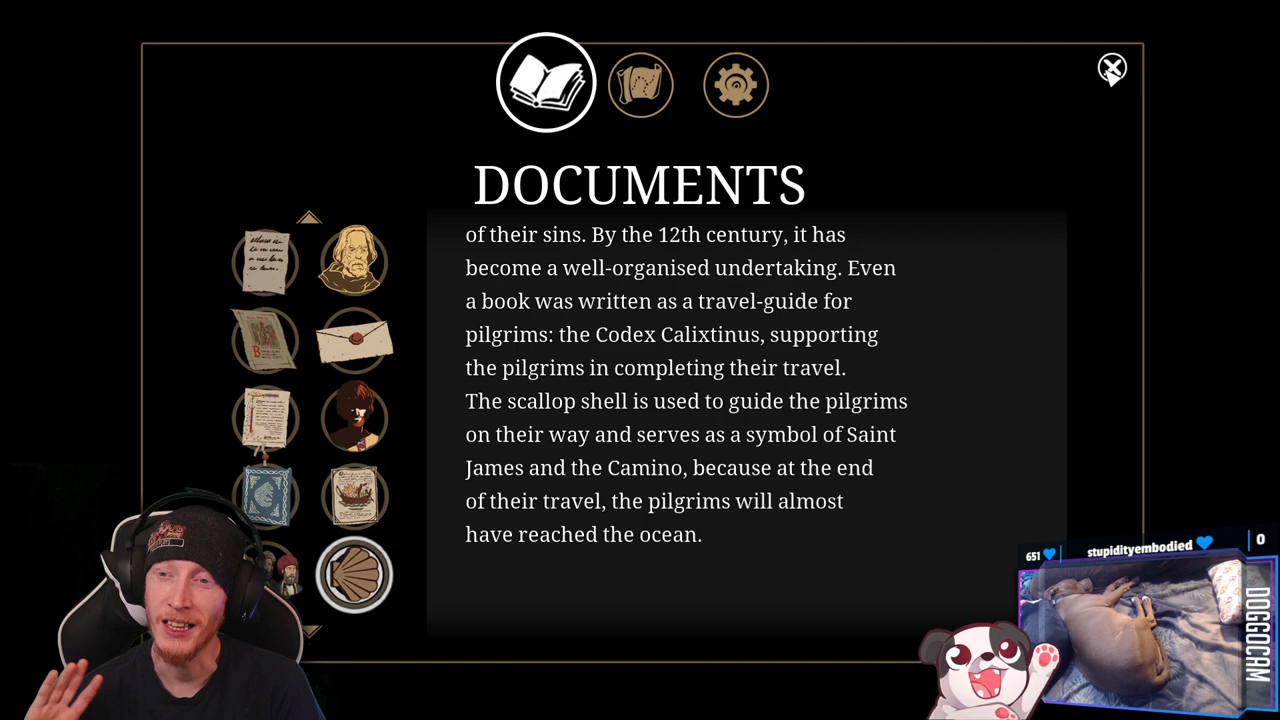 DOCUMENTS
of their sins. By the 12th century, it has
become a well-organised undertaking. Even
a book was written as a travel-guide for
pilgrims: the Codex Calixtinus, supporting
the pilgrims in completing their travel.
The scallop shell is used to guide the pilgrims
on their way and serves as a symbol of Saint
James and the Camino, because at the end
of their travel, the pilgrims will almost
have reached the ocean.
651
stupidityembodied
0
DOGGOCAM